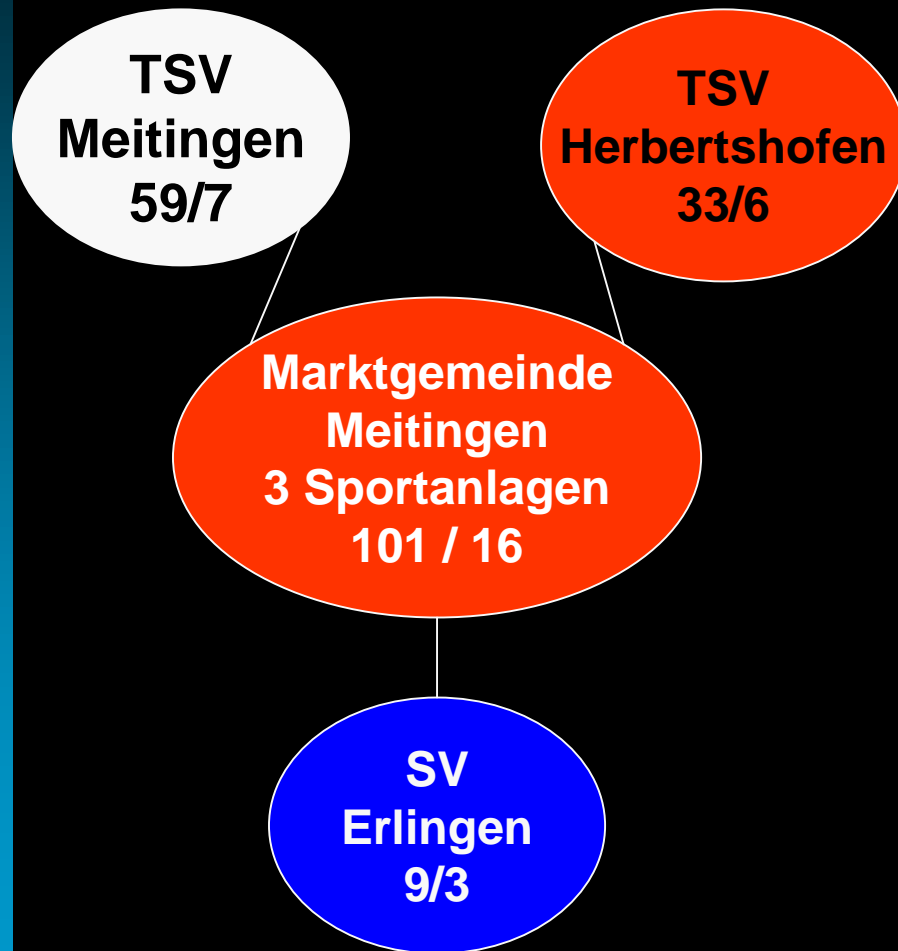 TSV
Meitingen
59/7
TSV
Herbertshofen
33/6
Marktgemeinde
Meitingen
3 Sportanlagen
101 / 16
SV
Erlingen
9/3